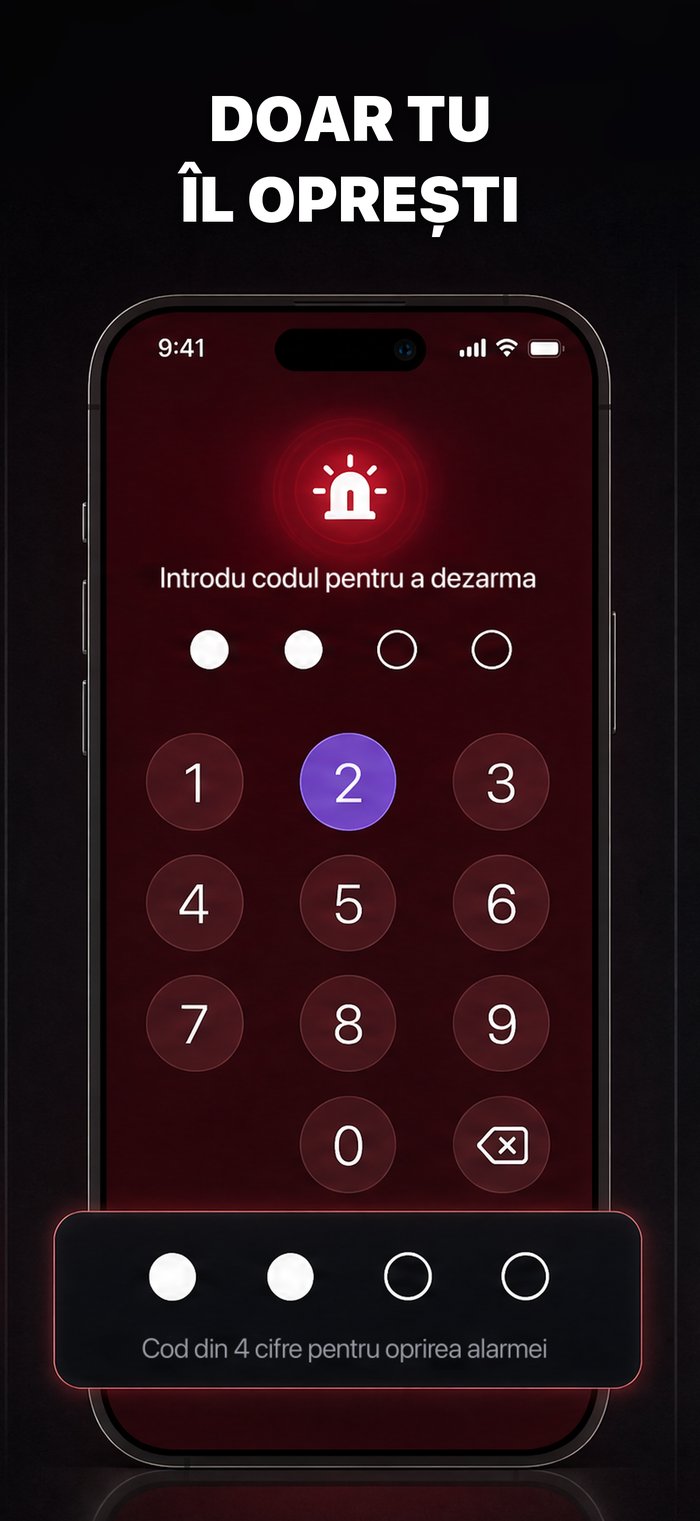 DOAR TU
ÎL OPREȘTI
9:41
Introdu codul pentru a dezarma
1 2 3
4 5 6
7 8 9
0
Cod din 4 cifre pentru oprirea alarmei